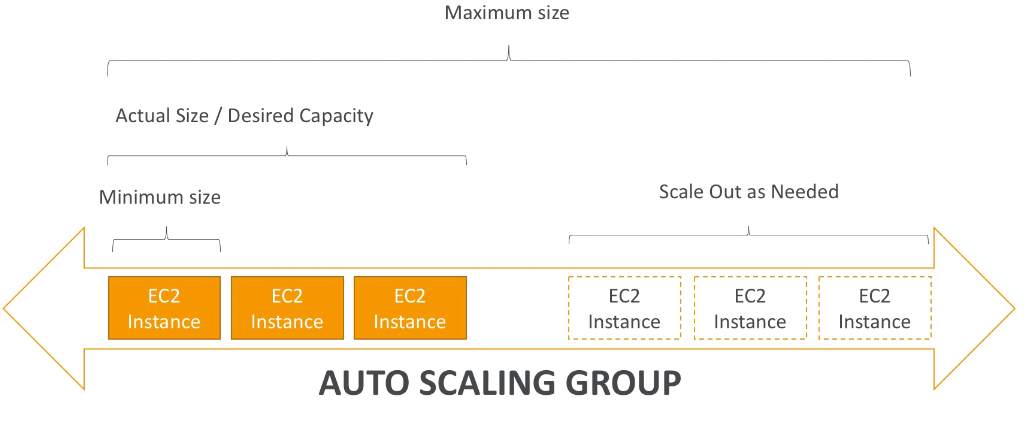 Maximum size
Actual Size / Desired Capacity
Minimum size
Scale Out as Needed
EC2
Instance
EC2
Instance
EC2
Instance
EC2
Instance
EC2
Instance
EC2
Instance
AUTO SCALING GROUP